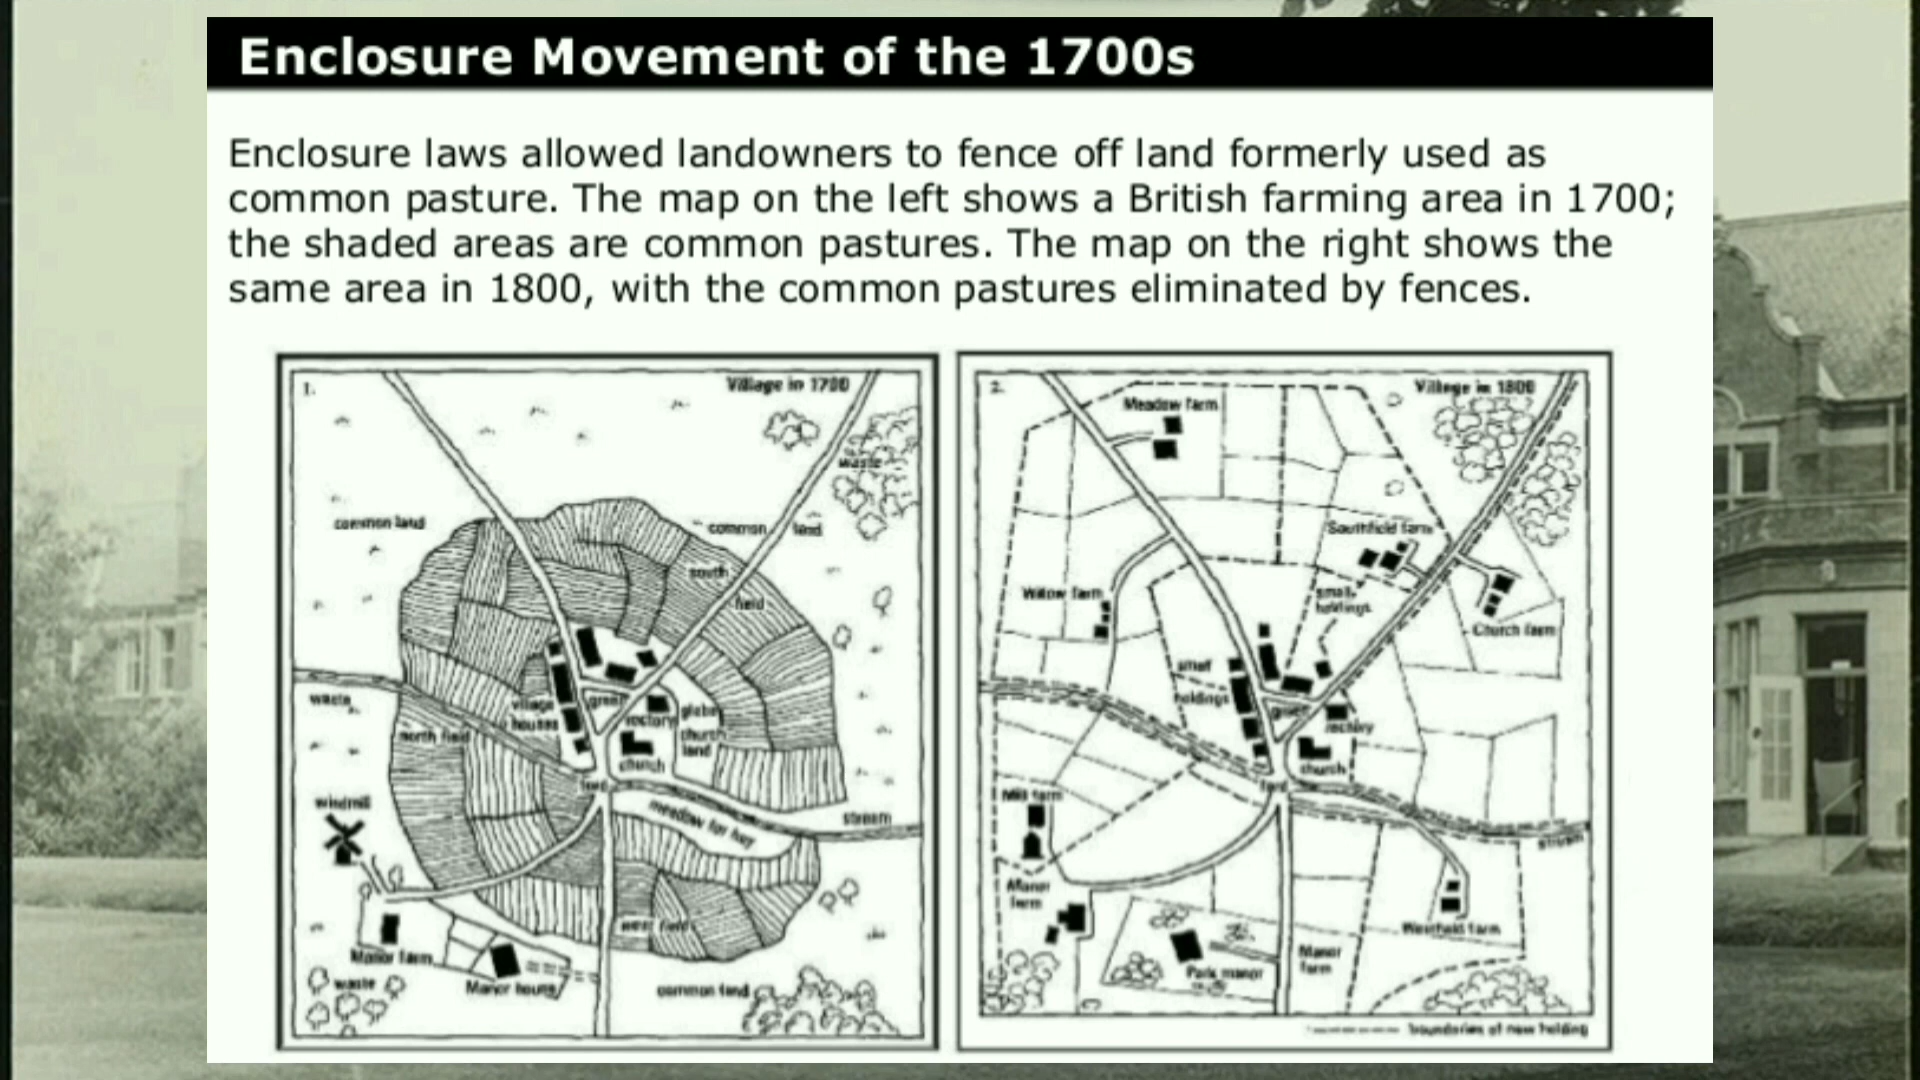 Enclosure Movement of the 1700s
Enclosure laws allowed landowners to fence off land formerly used as
common pasture. The map on the left shows a British farming area in 1700;
the shaded areas are common pastures. The map on the right shows the
same area in 1800, with the common pastures eliminated by fences.
1.
Village in 1700
waste
common land
common land
south
field
waste
village
houses
green
rectory
glebe
church
land
north field
church
ford
windmill
meadow for hay
stream
west field
Manor farm
waste
Manor house
common land
2.
Village in 1800
Meadow farm
Southfield farm
Willow farm
small
holdings
Church farm
small
holdings
green
rectory
church
ford
Mill farm
stream
Manor
farm
Westfield farm
Park manor
Manor
farm
boundaries of new holding